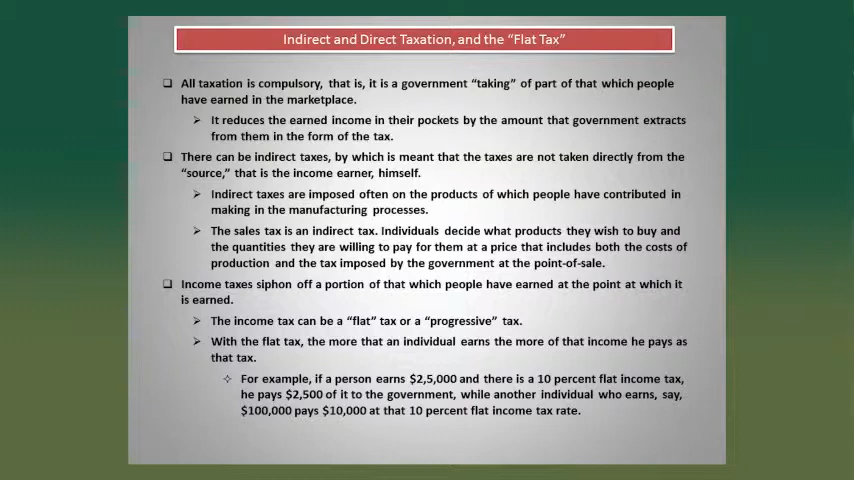 Indirect and Direct Taxation, and the “Flat Tax”
❑ All taxation is compulsory, that is, it is a government “taking” of part of that which people
have earned in the marketplace.
➢ It reduces the earned income in their pockets by the amount that government extracts
from them in the form of the tax.
❑ There can be indirect taxes, by which is meant that the taxes are not taken directly from the
“source,” that is the income earner, himself.
➢ Indirect taxes are imposed often on the products of which people have contributed in
making in the manufacturing processes.
➢ The sales tax is an indirect tax. Individuals decide what products they wish to buy and
the quantities they are willing to pay for them at a price that includes both the costs of
production and the tax imposed by the government at the point-of-sale.
❑ Income taxes siphon off a portion of that which people have earned at the point at which it
is earned.
➢ The income tax can be a “flat” tax or a “progressive” tax.
➢ With the flat tax, the more that an individual earns the more of that income he pays as
that tax.
✧ For example, if a person earns $2,5,000 and there is a 10 percent flat income tax,
he pays $2,500 of it to the government, while another individual who earns, say,
$100,000 pays $10,000 at that 10 percent flat income tax rate.